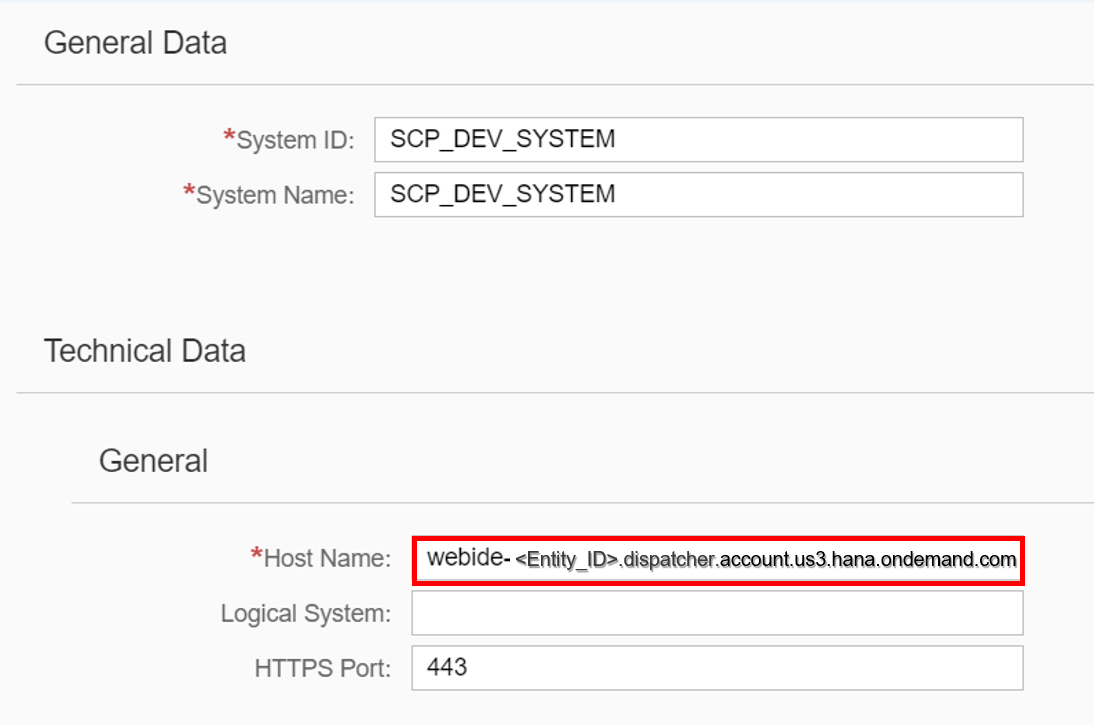 General Data
*System ID: SCP_DEV_SYSTEM
*System Name: SCP_DEV_SYSTEM
Technical Data
General
*Host Name: webide- <Entity_ID>.dispatcher.account.us3.hana.ondemand.com
Logical System:
HTTPS Port: 443